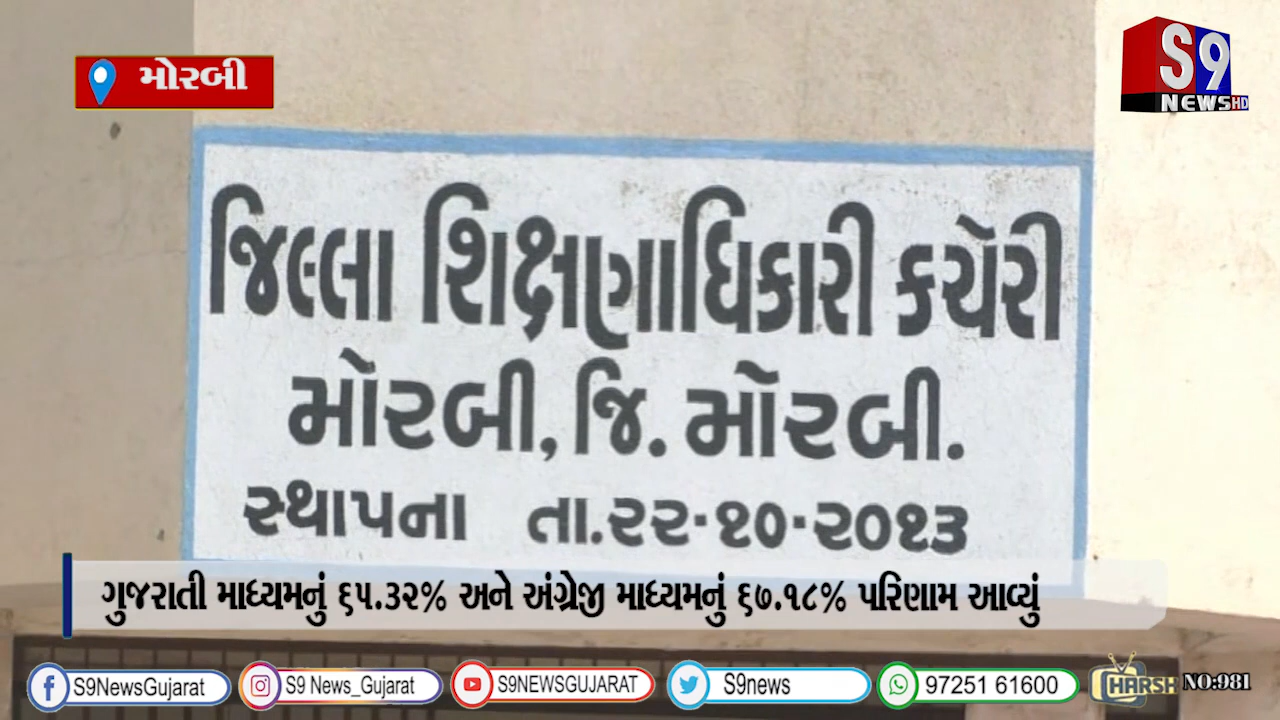 મોરબી
S9
NEWS HD
જિલ્લા શિક્ષણાધિકારી કચેરી
મોરબી, જિ. મોરબી.
સ્થાપના તા.૨૨-૧૦-૨૦૧૩
ગુજરાતી માધ્યમનું ૬૫.૩૨% અને અંગ્રેજી માધ્યમનું ૬૭.૧૮% પરિણામ આવ્યું
S9NewsGujarat
S9 News_Gujarat
S9NEWSGUJARAT
S9news
97251 61600
HARSH
NO:981